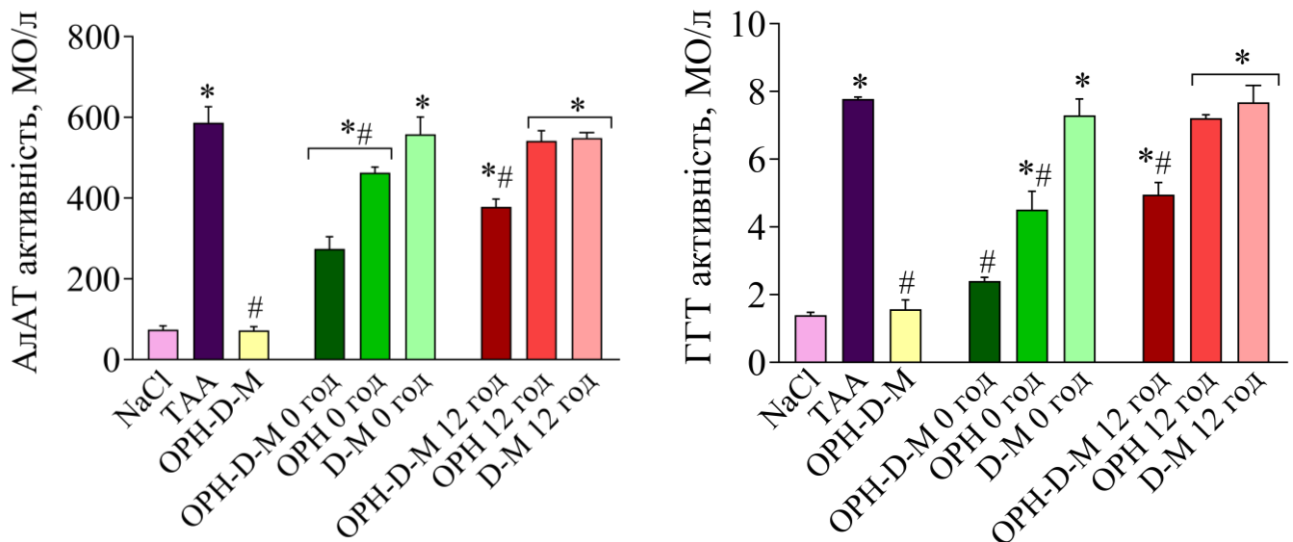 АлАТ активність, МО/л
800
600
400
200
0
*
#
*#
*
*#
*
NaCl
TAA
OPH-D-M
OPH-D-M 0 год
OPH 0 год
D-M 0 год
OPH-D-M 12 год
OPH 12 год
D-M 12 год
ГГТ активність, МО/л
10
8
6
4
2
0
*
#
#
*#
*
*#
*
NaCl
TAA
OPH-D-M
OPH-D-M 0 год
OPH 0 год
D-M 0 год
OPH-D-M 12 год
OPH 12 год
D-M 12 год